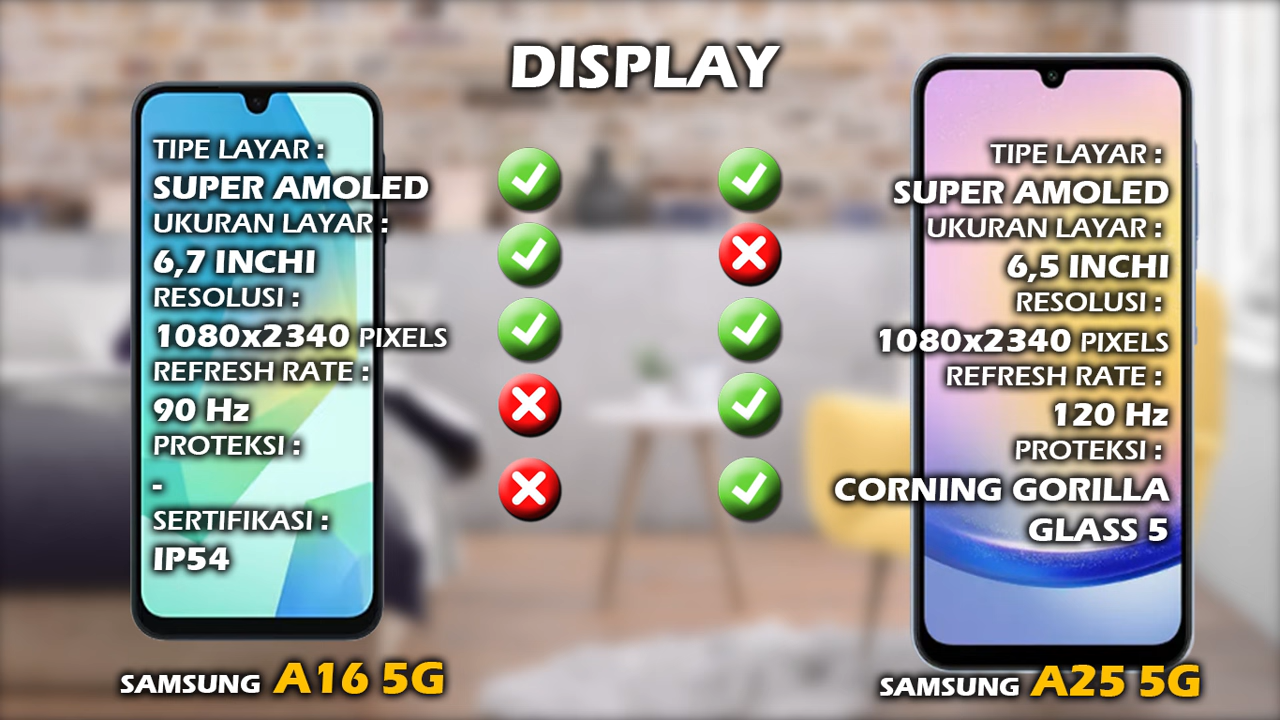 DISPLAY
TIPE LAYAR :
SUPER AMOLED
UKURAN LAYAR :
6,7 INCHI
RESOLUSI :
1080x2340 PIXELS
REFRESH RATE :
90 Hz
PROTEKSI :
-
SERTIFIKASI :
IP54
SAMSUNG A16 5G
TIPE LAYAR :
SUPER AMOLED
UKURAN LAYAR :
6,5 INCHI
RESOLUSI :
1080x2340 PIXELS
REFRESH RATE :
120 Hz
PROTEKSI :
CORNING GORILLA
GLASS 5
SAMSUNG A25 5G